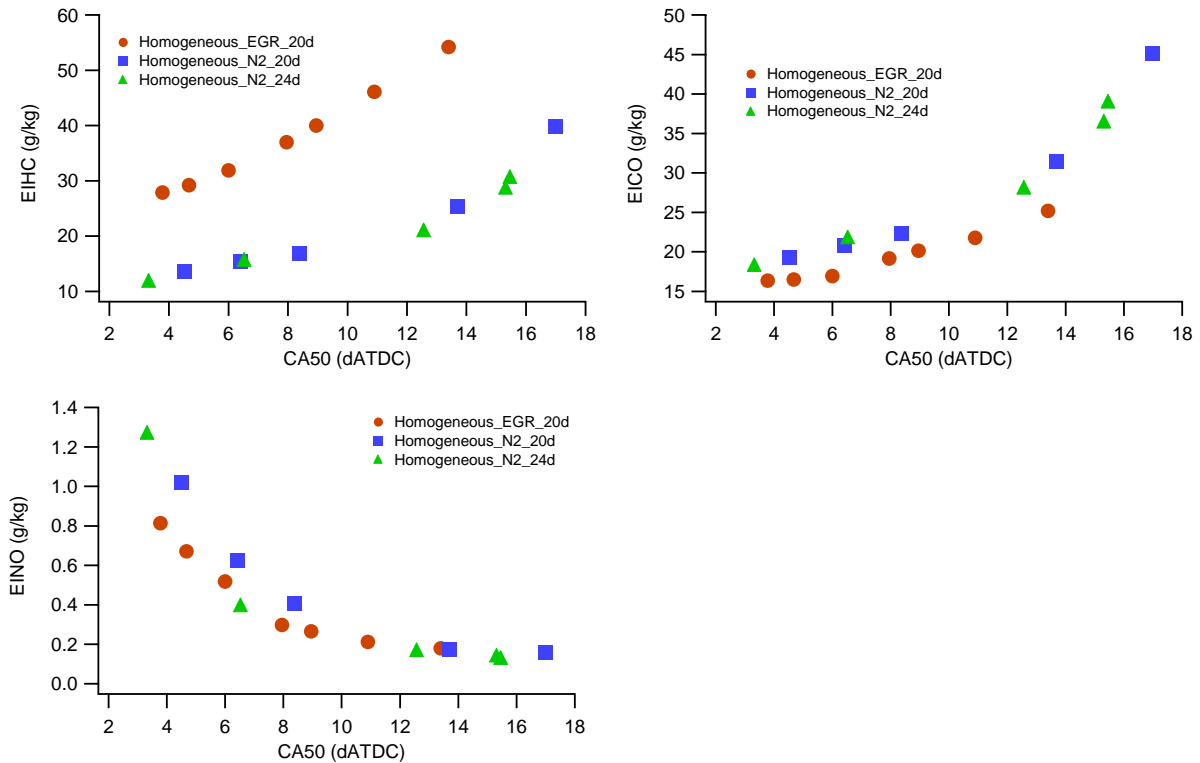 60
50
40
30
20
10
EIHC (g/kg)
Homogeneous_EGR_20d
Homogeneous_N2_20d
Homogeneous_N2_24d
2 4 6 8 10 12 14 16 18
CA50 (dATDC)
50
45
40
35
30
25
20
15
EICO (g/kg)
Homogeneous_EGR_20d
Homogeneous_N2_20d
Homogeneous_N2_24d
2 4 6 8 10 12 14 16 18
CA50 (dATDC)
1.4
1.2
1.0
0.8
0.6
0.4
0.2
0.0
EINO (g/kg)
Homogeneous_EGR_20d
Homogeneous_N2_20d
Homogeneous_N2_24d
2 4 6 8 10 12 14 16 18
CA50 (dATDC)